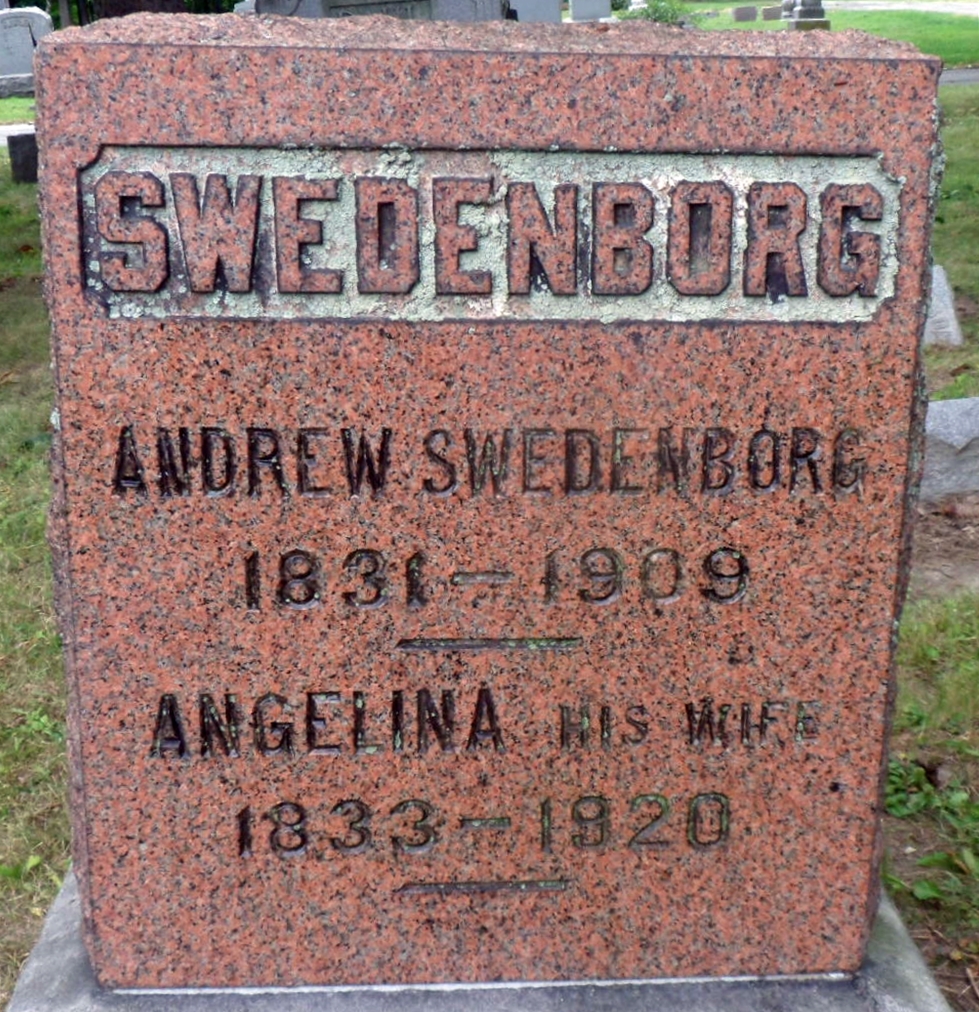 SWEDENBORG
ANDREW SWEDENBORG
1831 — 1909
ANGELINA HIS WIFE
1833 — 1920